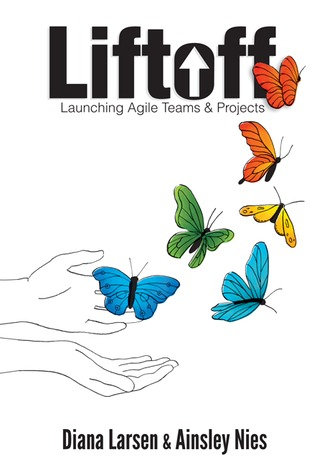 Liftoff
Launching Agile Teams & Projects
Diana Larsen & Ainsley Nies